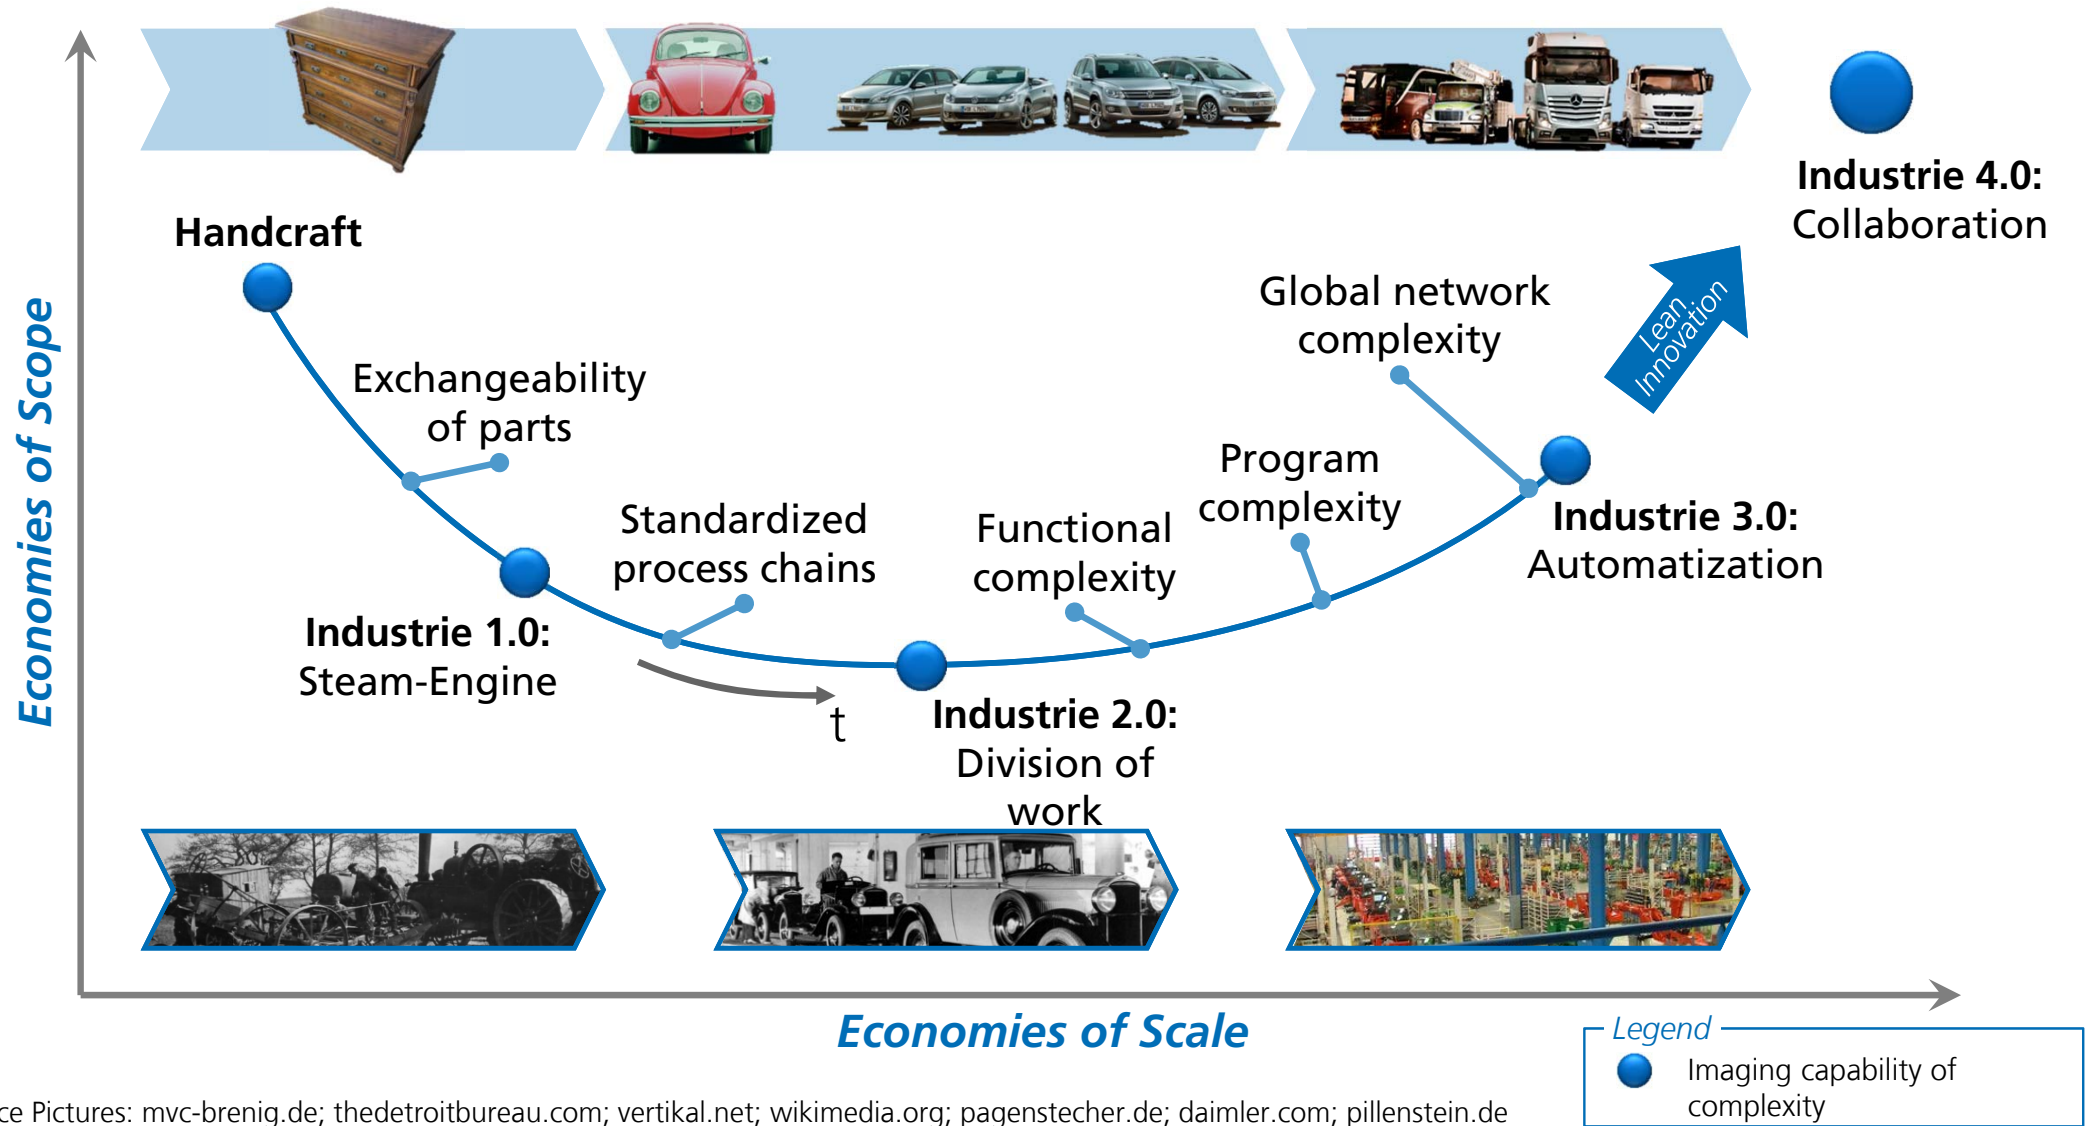 Handcraft
Exchangeability
of parts
Industrie 1.0:
Steam-Engine
Standardized
process chains
t
Industrie 2.0:
Division of
work
Functional
complexity
Program
complexity
Global network
complexity
Industrie 3.0:
Automatization
Lean
Innovation
Industrie 4.0:
Collaboration
Economies of Scope
Economies of Scale
Legend
Imaging capability of
complexity
ce Pictures: mvc-brenig.de; thedetroitbureau.com; vertikal.net; wikimedia.org; pagenstecher.de; daimler.com; pillenstein.de